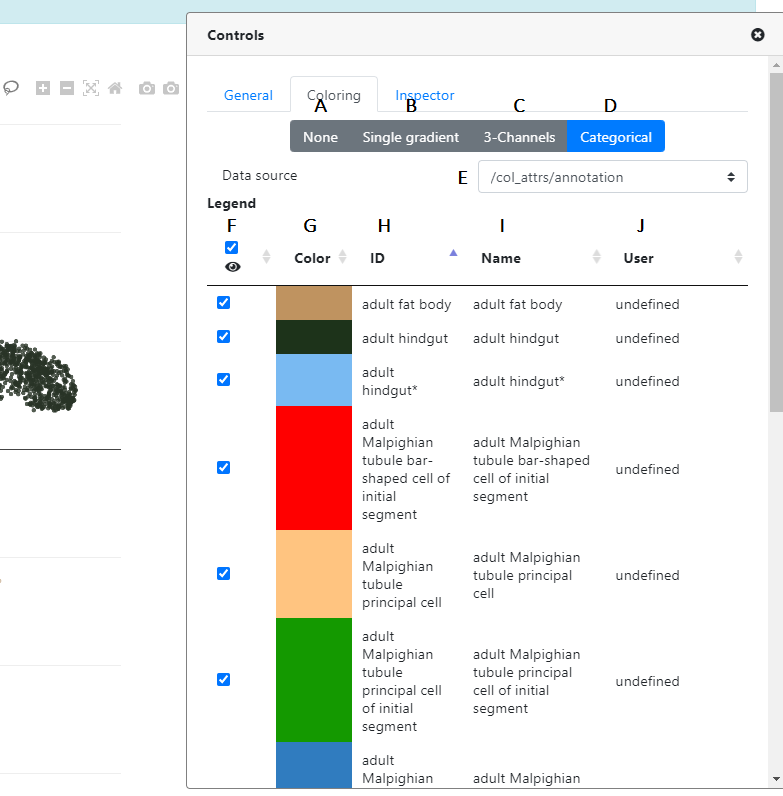 Controls
General Coloring Inspector
A B C D
None Single gradient 3-Channels Categorical
Data source E /col_attrs/annotation
Legend
F G H I J
Color ID Name User
adult fat body adult fat body undefined
adult hindgut adult hindgut undefined
adult
hindgut* adult hindgut* undefined
adult
Malpighian adult Malpighian
tubule bar- tubule bar-shaped
shaped cell of cell of initial undefined
initial segment
segment
adult
Malpighian adult Malpighian
tubule tubule principal undefined
principal cell cell
adult
Malpighian adult Malpighian
tubule tubule principal
principal cell cell of initial undefined
of initial segment
segment
adult
Malpighian adult Malpighian